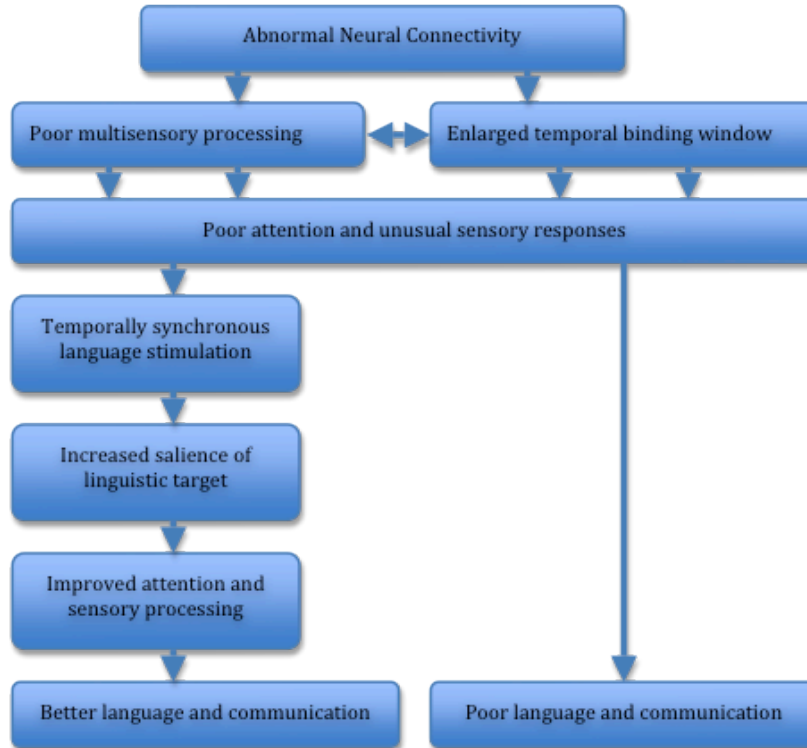 Abnormal Neural Connectivity
Poor multisensory processing
Enlarged temporal binding window
Poor attention and unusual sensory responses
Temporally synchronous
language stimulation
Increased salience of
linguistic target
Improved attention and
sensory processing
Better language and communication
Poor language and communication